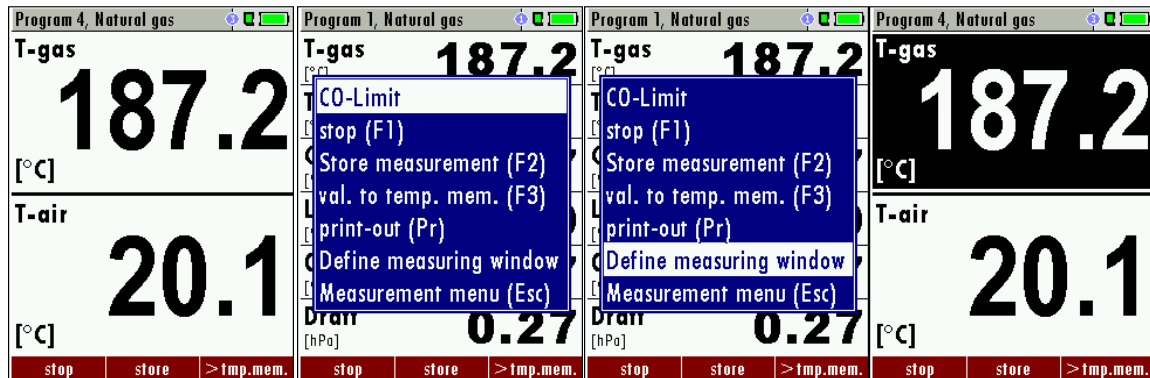 Program 4, Natural gas 3
T-gas
187.2
[°C]
T-air
20.1
[°C]
stop store >tmp.mem.
Program 1, Natural gas
T-gas
187.2
[°C]
CO-Limit
stop (F1)
Store measurement (F2)
val. to temp. mem. (F3)
print-out (Pr)
Define measuring window
Measurement menu (Esc)
Draft
0.27
[hPa]
stop store >tmp.mem.
Program 1, Natural gas
T-gas
187.2
[°C]
CO-Limit
stop (F1)
Store measurement (F2)
val. to temp. mem. (F3)
print-out (Pr)
Define measuring window
Measurement menu (Esc)
Draft
0.27
[hPa]
stop store >tmp.mem.
Program 4, Natural gas 3
T-gas
187.2
[°C]
T-air
20.1
[°C]
stop store >tmp.mem.